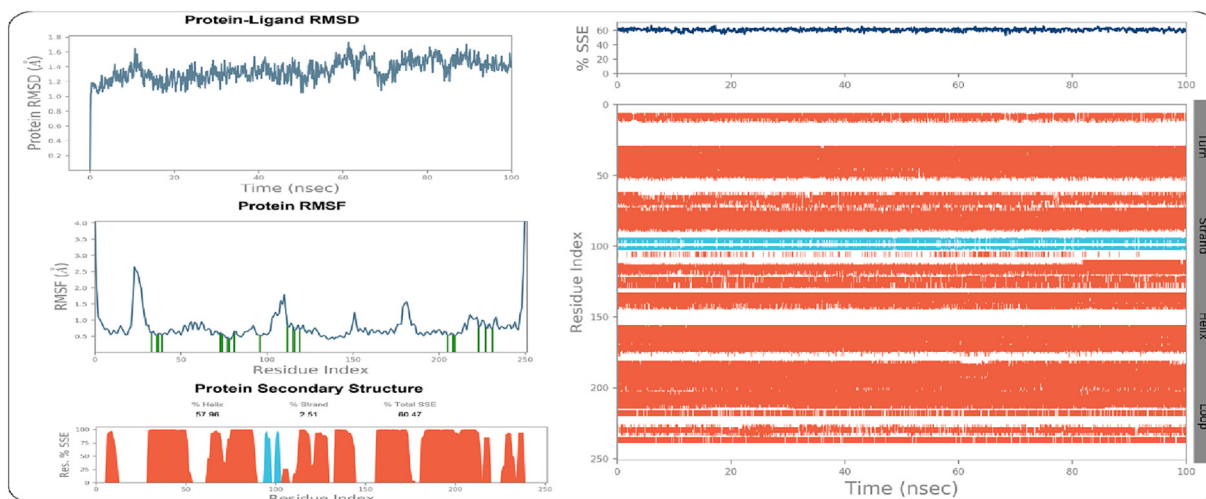 Protein-Ligand RMSD
Protein RMSD (Å)
1.8
1.6
1.4
1.2
1.0
0.8
0.6
0.4
0.2
0 20 40 60 80 100
Time (nsec)
Protein RMSF
RMSF (Å)
4.0
3.5
3.0
2.5
2.0
1.5
1.0
0.5
0 50 100 150 200 250
Residue Index
Protein Secondary Structure
% Helix % Strand % Total SSE
57.96 2.51 60.47
Res. % SSE
100
75
50
25
0
0 50 100 150 200 250
Residue Index
% SSE
60
40
20
0
0 20 40 60 80 100
Residue Index
0
50
100
150
200
250
0 20 40 60 80 100
Time (nsec)
Turn
Strand
Helix
Loop